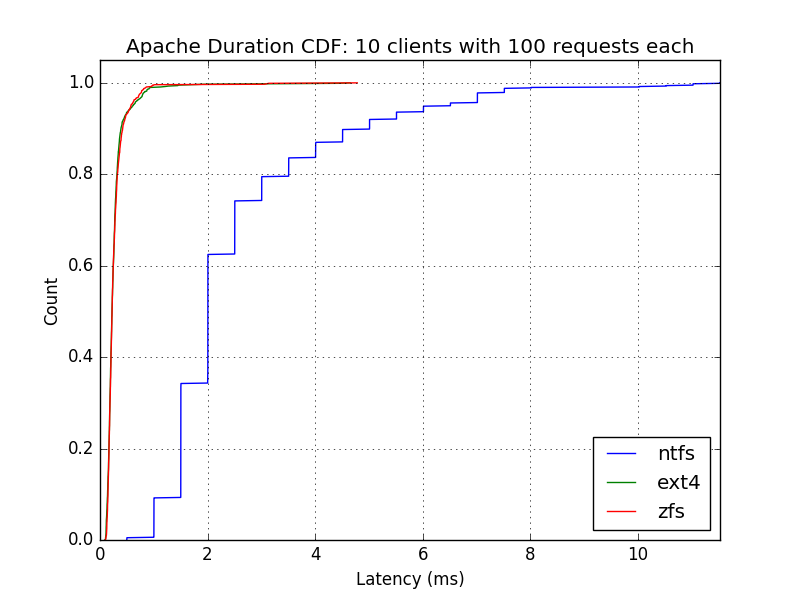 Apache Duration CDF: 10 clients with 100 requests each
1.0
0.8
0.6
0.4
0.2
0.0
Count
0 2 4 6 8 10
Latency (ms)
ntfs
ext4
zfs